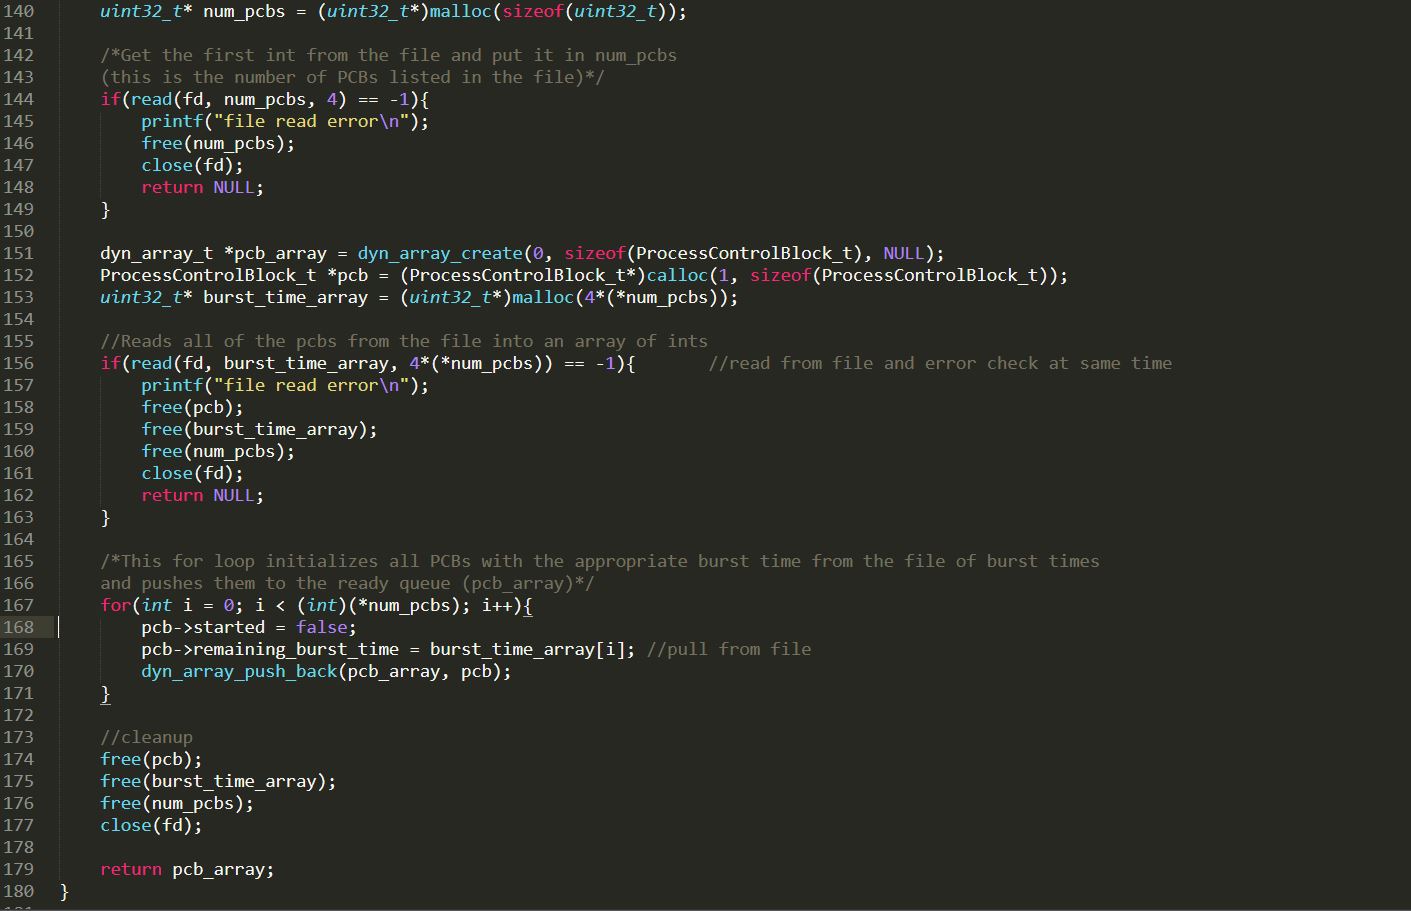 140 uint32_t* num_pcbs = (uint32_t*)malloc(sizeof(uint32_t));
141
142 /*Get the first int from the file and put it in num_pcbs
143 (this is the number of PCBs listed in the file)*/
144 if(read(fd, num_pcbs, 4) == -1){
145 printf("file read error\n");
146 free(num_pcbs);
147 close(fd);
148 return NULL;
149 }
150
151 dyn_array_t *pcb_array = dyn_array_create(0, sizeof(ProcessControlBlock_t), NULL);
152 ProcessControlBlock_t *pcb = (ProcessControlBlock_t*)calloc(1, sizeof(ProcessControlBlock_t));
153 uint32_t* burst_time_array = (uint32_t*)malloc(4*(*num_pcbs));
154
155 //Reads all of the pcbs from the file into an array of ints
156 if(read(fd, burst_time_array, 4*(*num_pcbs)) == -1){ //read from file and error check at same time
157 printf("file read error\n");
158 free(pcb);
159 free(burst_time_array);
160 free(num_pcbs);
161 close(fd);
162 return NULL;
163 }
164
165 /*This for loop initializes all PCBs with the appropriate burst time from the file of burst times
166 and pushes them to the ready queue (pcb_array)*/
167 for(int i = 0; i < (int)(*num_pcbs); i++){
168 pcb->started = false;
169 pcb->remaining_burst_time = burst_time_array[i]; //pull from file
170 dyn_array_push_back(pcb_array, pcb);
171 }
172
173 //cleanup
174 free(pcb);
175 free(burst_time_array);
176 free(num_pcbs);
177 close(fd);
178
179 return pcb_array;
180 }